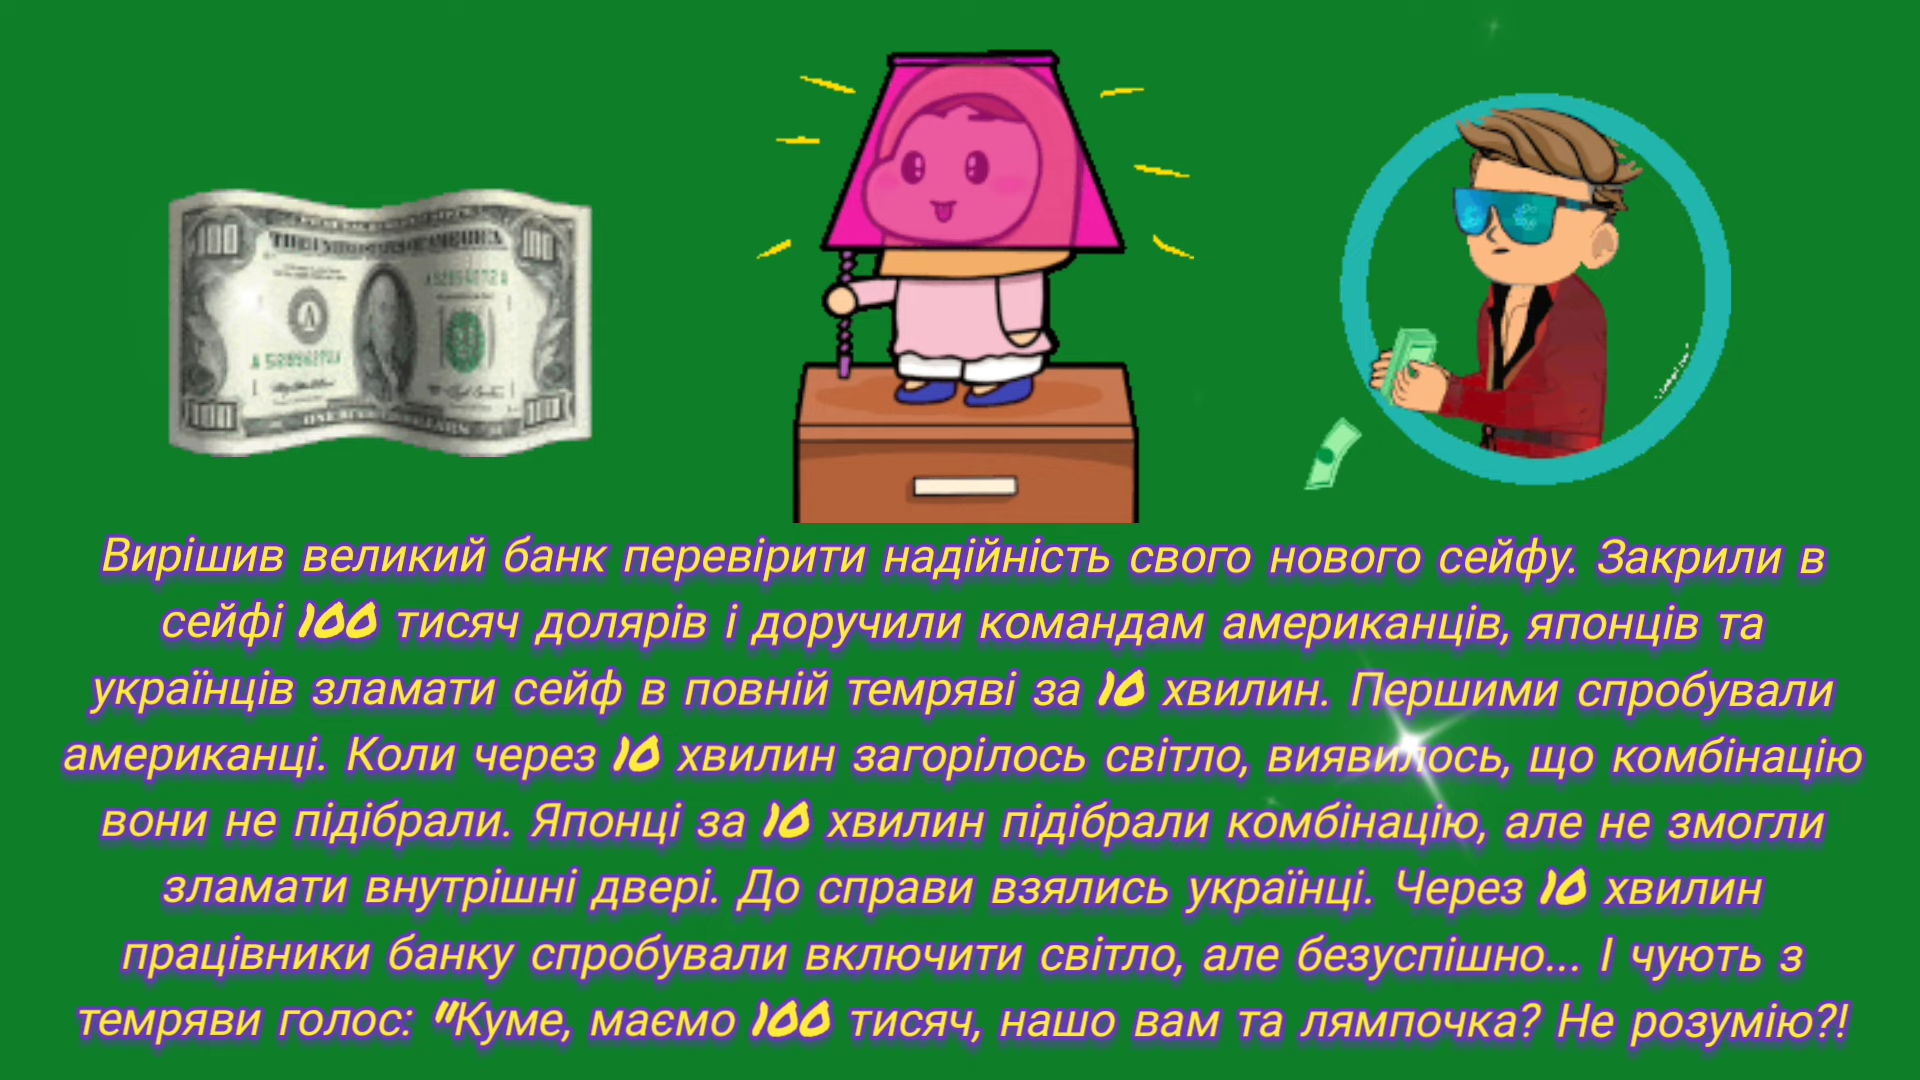 Вирішив великий банк перевірити надійність свого нового сейфу. Закрили в
сейфі 100 тисяч долярів і доручили командам американців, японців та
українців зламати сейф в повній темряві за 10 хвилин. Першими спробували
американці. Коли через 10 хвилин загорілось світло, виявилось, що комбінацію
вони не підібрали. Японці за 10 хвилин підібрали комбінацію, але не змогли
зламати внутрішні двері. До справи взялись українці. Через 10 хвилин
працівники банку спробували включити світло, але безуспішно... І чують з
темряви голос: "Куме, маємо 100 тисяч, нашо вам та лямпочка? Не розумію?!